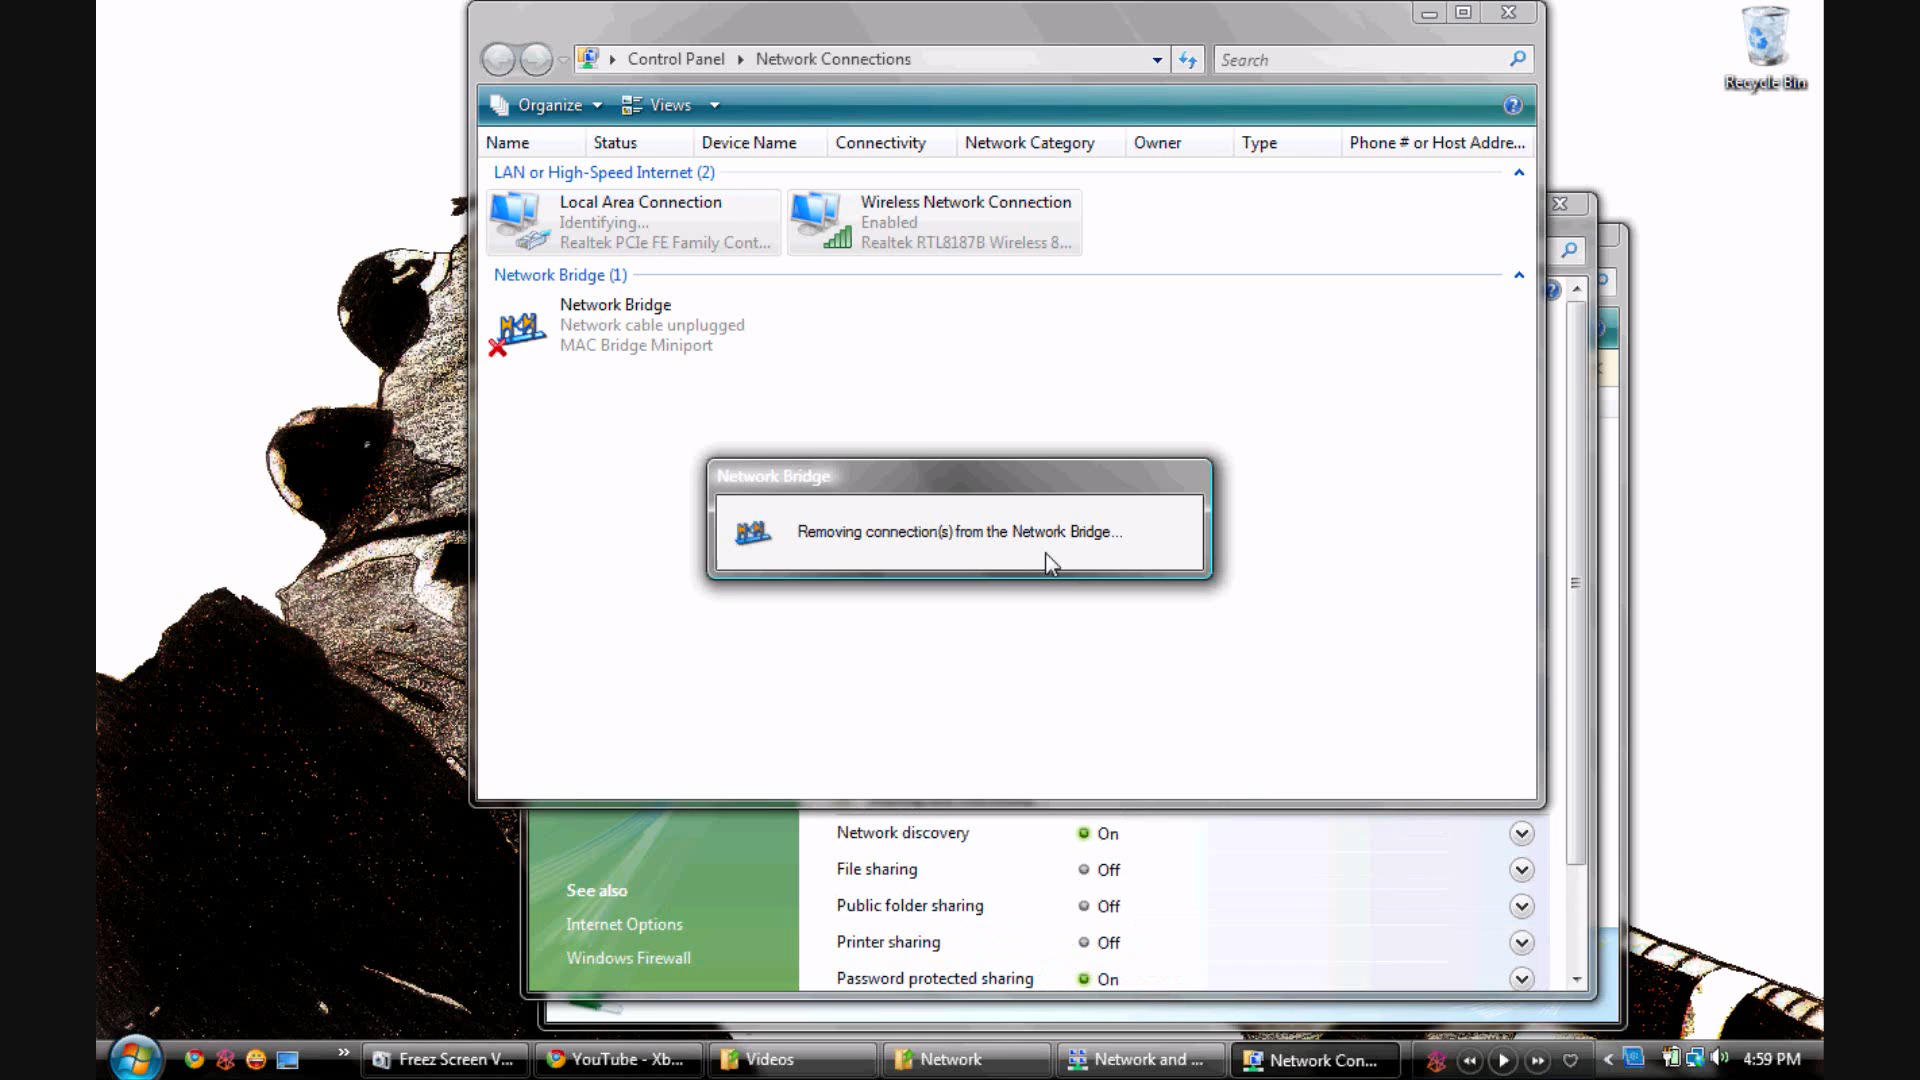 Recycle Bin
Control Panel
Network Connections
Search
Organize
Views
Name
Status
Device Name
Connectivity
Network Category
Owner
Type
Phone # or Host Addre...
LAN or High-Speed Internet (2)
Local Area Connection
Identifying...
Realtek PCIe FE Family Cont...
Wireless Network Connection
Enabled
Realtek RTL8187B Wireless 8...
Network Bridge (1)
Network Bridge
Network cable unplugged
MAC Bridge Miniport
Network Bridge
Removing connection(s) from the Network Bridge...
Network discovery
On
File sharing
Off
Public folder sharing
Off
Printer sharing
Off
Password protected sharing
On
See also
Internet Options
Windows Firewall
Freez Screen V...
YouTube - Xb...
Videos
Network
Network and ...
Network Con...
4:59 PM